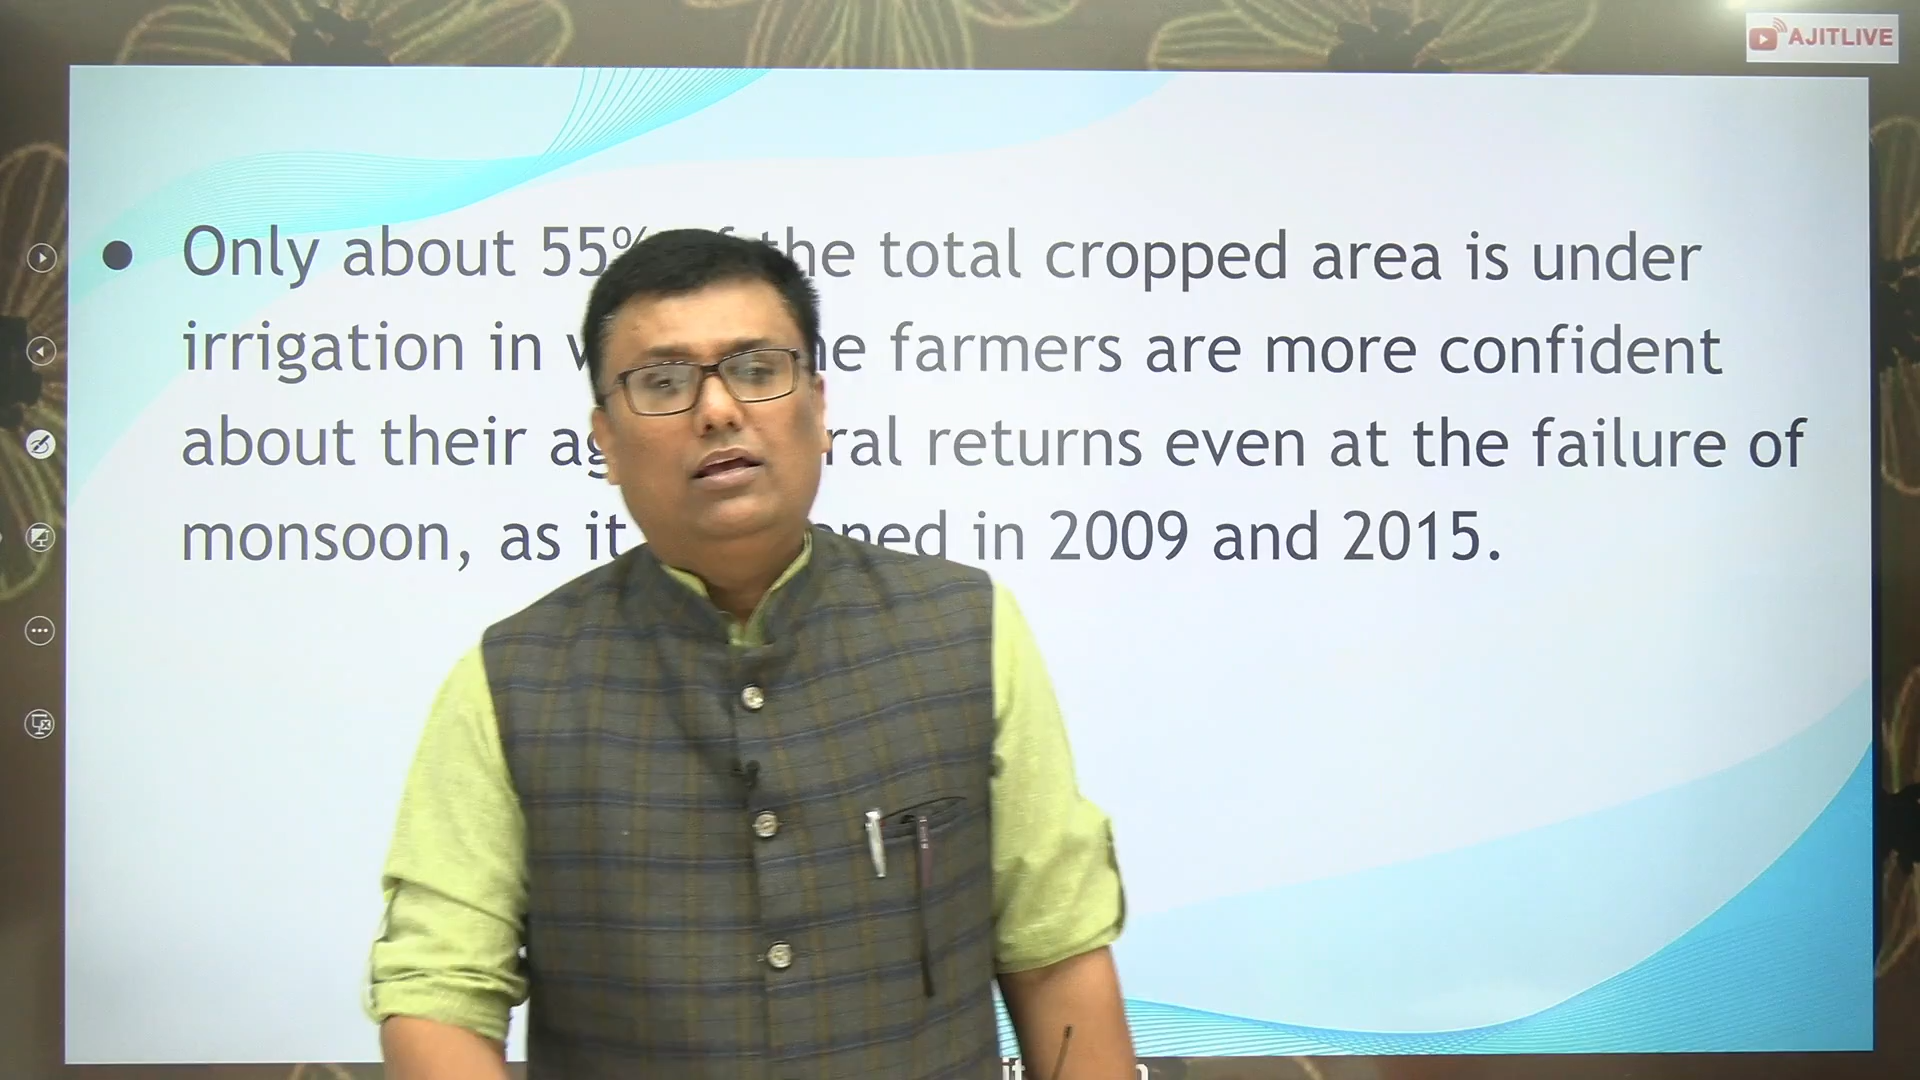 AJITLIVE
● Only about 55% the total cropped area is under
irrigation in farmers are more confident
about their returns even at the failure of
monsoon, as it in 2009 and 2015.